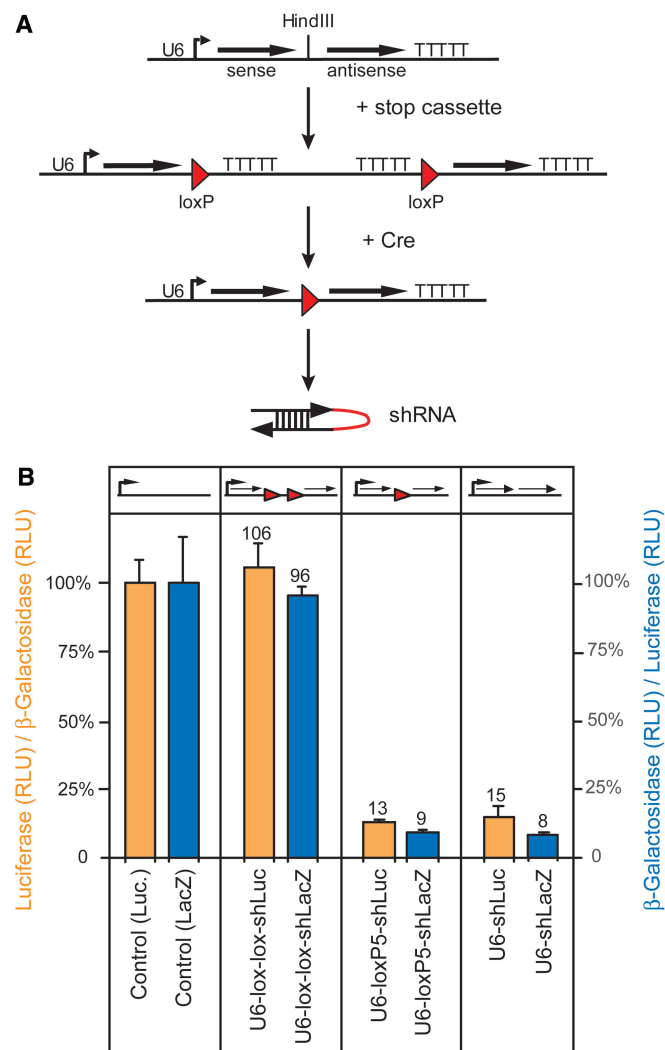 A
HindIII
U6 TTTTT
sense antisense
+ stop cassette
U6 TTTTT TTTTT TTTTT
loxP loxP
+ Cre
U6 TTTTT
shRNA
B
Luciferase (RLU) / β-Galactosidase (RLU)
100%
75%
50%
25%
0
106
96
13
9
15
8
100%
75%
50%
25%
0
β-Galactosidase (RLU) / Luciferase (RLU)
Control (Luc.)
Control (LacZ)
U6-lox-lox-shLuc
U6-lox-lox-shLacZ
U6-loxP5-shLuc
U6-loxP5-shLacZ
U6-shLuc
U6-shLacZ